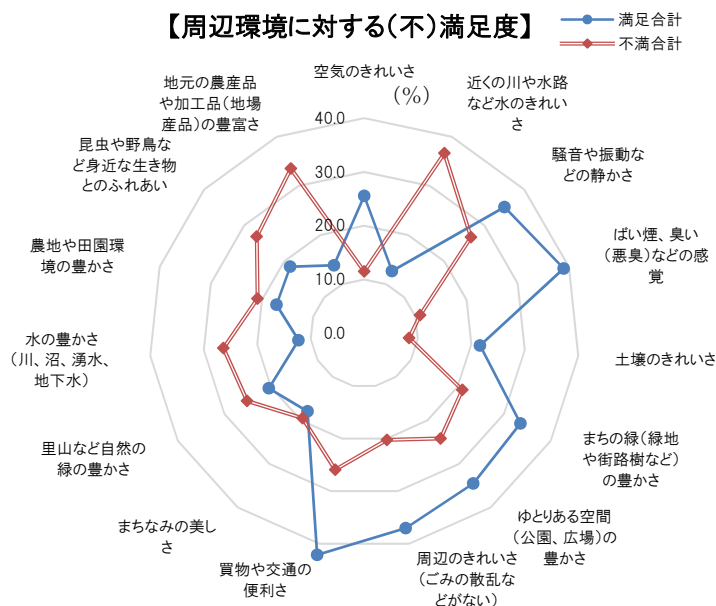 【周辺環境に対する(不)満足度】
満足合計
不満合計
空気のきれいさ
(%)
近くの川や水路
など水のきれい
さ
騒音や振動な
どの静かさ
ばい煙、臭い
(悪臭)などの感
覚
土壌のきれいさ
まちの緑(緑地
や街路樹など)
の豊かさ
ゆとりある空間
(公園、広場)の
豊かさ
周辺のきれいさ
(ごみの散乱な
どがない)
買物や交通の
便利さ
まちなみの美し
さ
里山など自然の
緑の豊かさ
水の豊かさ
(川、沼、湧水、
地下水)
農地や田園環
境の豊かさ
昆虫や野鳥な
ど身近な生き物
とのふれあい
地元の農産品
や加工品(地場
産品)の豊富さ
40.0
30.0
20.0
10.0
0.0